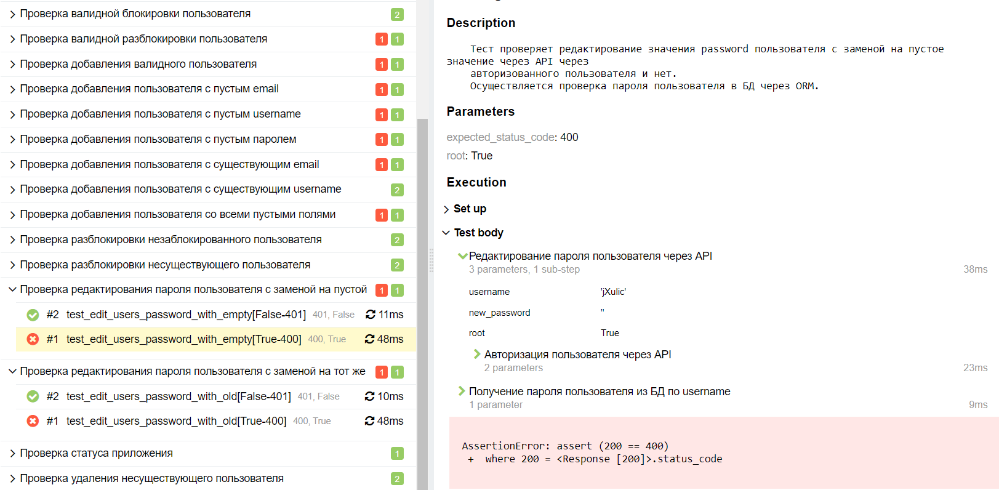 Проверка валидной блокировки пользователя 2
Проверка валидной разблокировки пользователя 1 1
Проверка добавления валидного пользователя 1 1
Проверка добавления пользователя с пустым email 1 1
Проверка добавления пользователя с пустым username 1 1
Проверка добавления пользователя с пустым паролем 1 1
Проверка добавления пользователя с существующим email 1 1
Проверка добавления пользователя с существующим username 2
Проверка добавления пользователя со всеми пустыми полями 1 1
Проверка разблокировки незаблокированного пользователя 2
Проверка разблокировки несуществующего пользователя 2
Проверка редактирования пароля пользователя с заменой на пустой 1 1
#2 test_edit_users_password_with_empty[False-401] 401, False 11ms
#1 test_edit_users_password_with_empty[True-400] 400, True 48ms
Проверка редактирования пароля пользователя с заменой на тот же 1 1
#2 test_edit_users_password_with_old[False-401] 401, False 10ms
#1 test_edit_users_password_with_old[True-400] 400, True 48ms
Проверка статуса приложения 1
Проверка удаления несуществующего пользователя 2
Description
Тест проверяет редактирование значения password пользователя с заменой на пустое
значение через API через
авторизованного пользователя и нет.
Осуществляется проверка пароля пользователя в БД через ORM.
Parameters
expected_status_code: 400
root: True
Execution
Set up
Test body
Редактирование пароля пользователя через API
3 parameters, 1 sub-step 38ms
username 'jXulic'
new_password ''
root True
Авторизация пользователя через API
2 parameters 23ms
Получение пароля пользователя из БД по username
1 parameter 9ms
AssertionError: assert (200 == 400)
+ where 200 = <Response [200]>.status_code